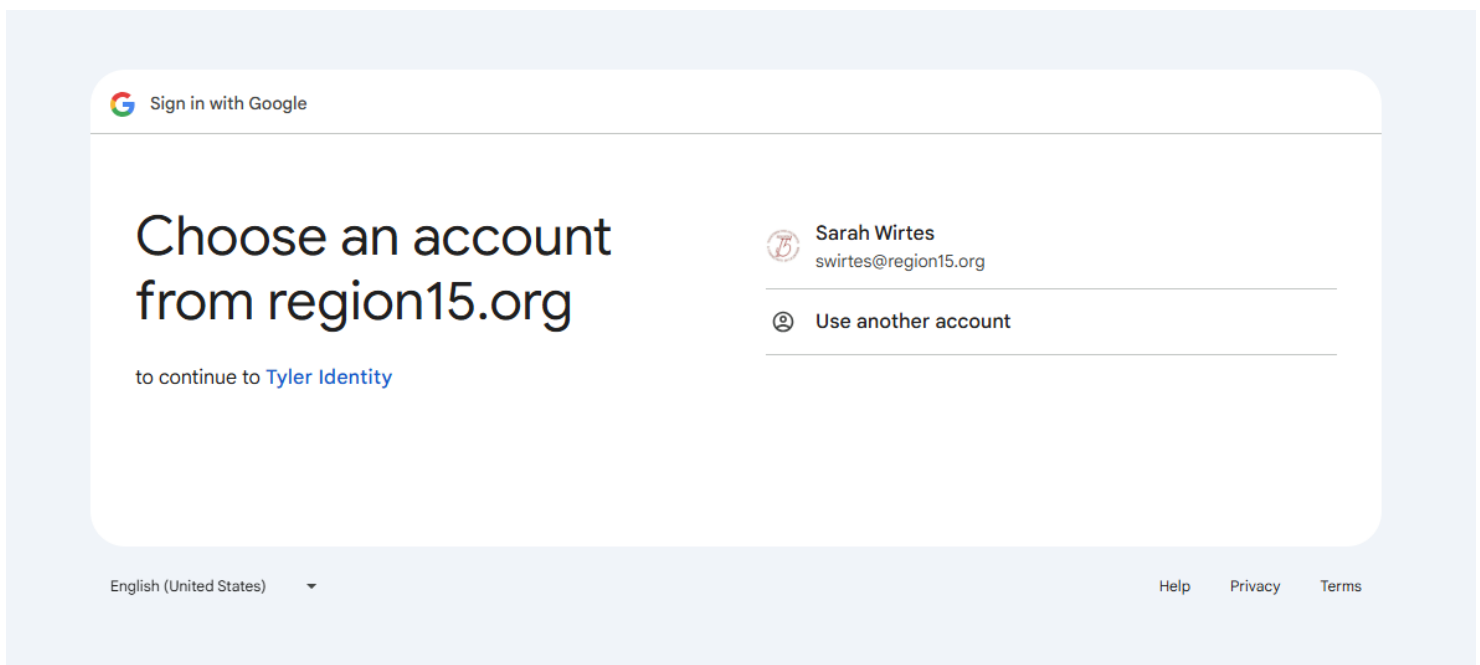 Sign in with Google
Choose an account
from region15.org
to continue to Tyler Identity
Sarah Wirtes
swirtes@region15.org
Use another account
English (United States)
Help Privacy Terms